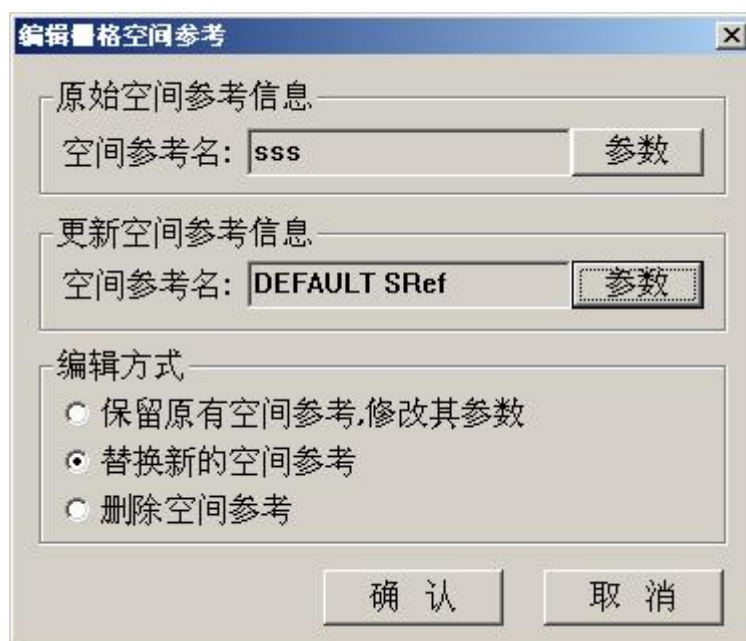 编辑■格空间参考
原始空间参考信息
空间参考名: sss 参数
更新空间参考信息
空间参考名: DEFAULT SRef 参数
编辑方式
保留原有空间参考,修改其参数
替换新的空间参考
删除空间参考
确 认 取 消